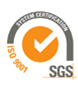 SYSTEM CERTIFICATION
ISO 9001
SGS